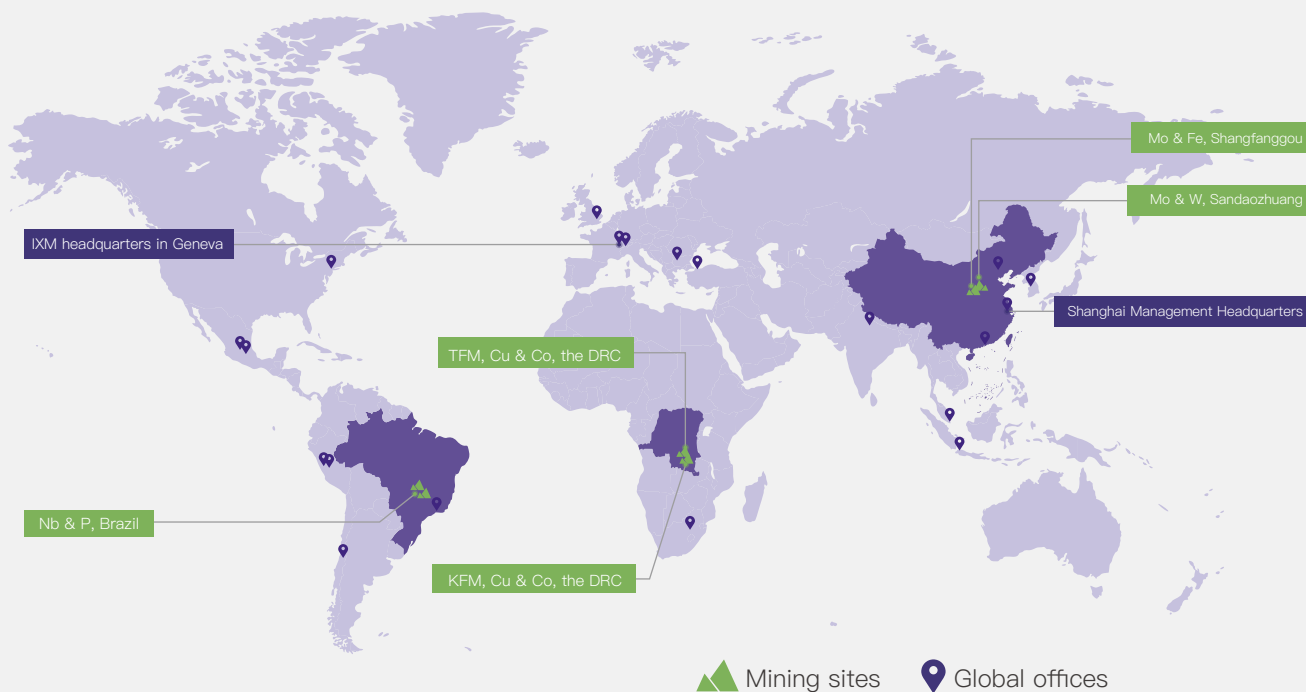 Mo & Fe, Shangfanggou
Mo & W, Sandaozhuang
IXM headquarters in Geneva
Shanghai Management Headquarters
TFM, Cu & Co, the DRC
Nb & P, Brazil
KFM, Cu & Co, the DRC
Mining sites
Global offices